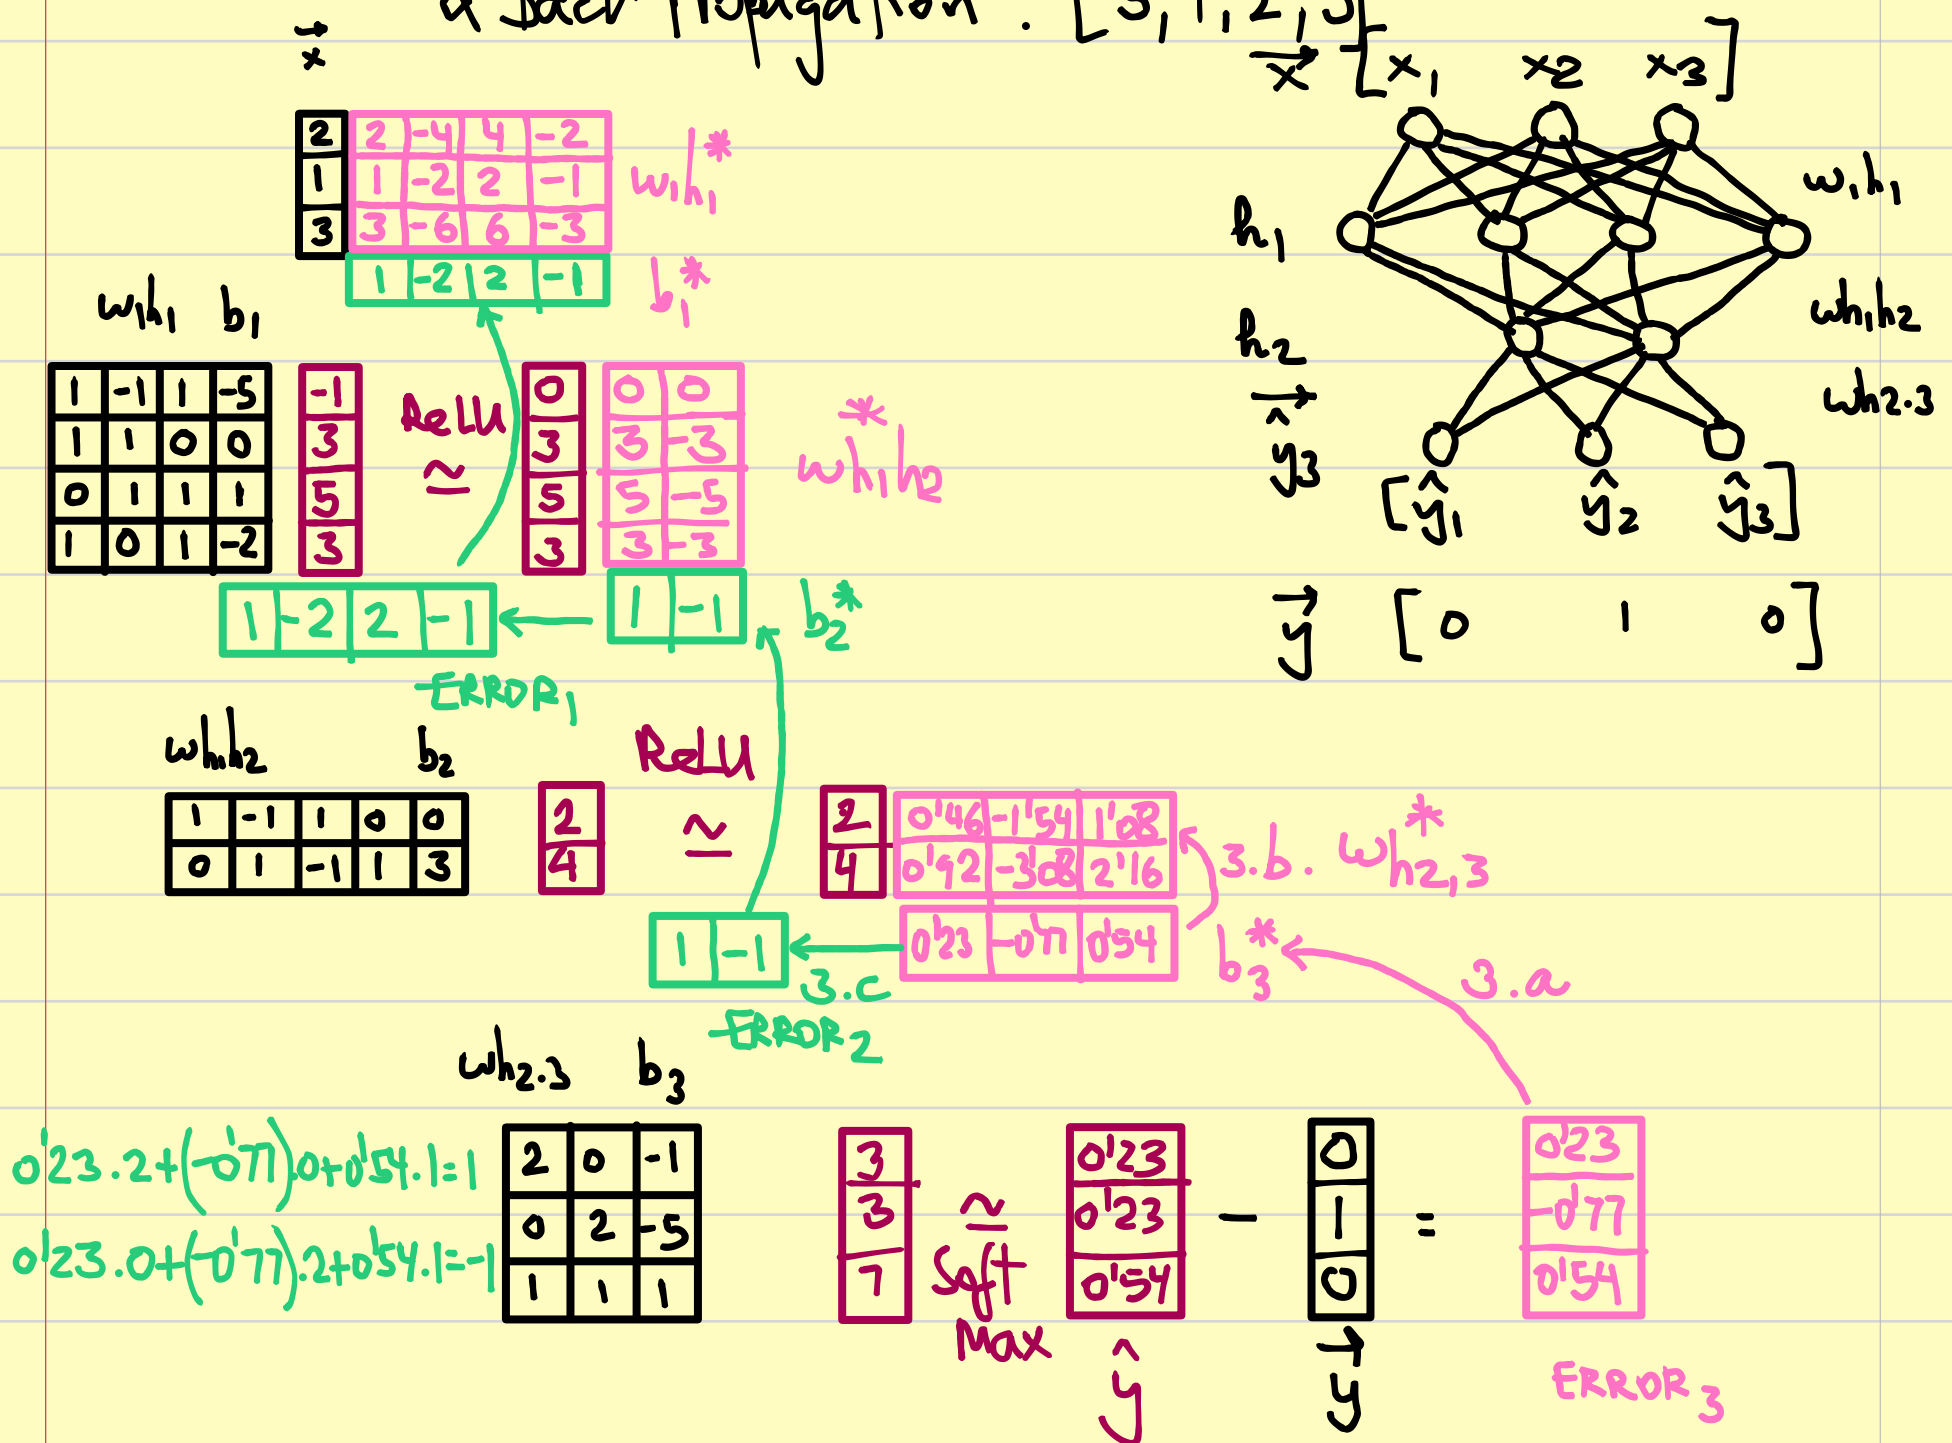 & Back Propagation : [3, 4, 2, 3]
x
x [ x1 x2 x3 ]
2 2 -4 4 -2
1 1 -2 2 -1
3 3 -6 6 -3
w1h1*
1 -2 2 -1
b1*
w1h1
h1
h2
wh1h2
wh2.3
ŷ3
[ŷ1 ŷ2 ŷ3]
y [ 0 1 0 ]
w1h1 b1
1 -1 1 -5
1 1 0 0
0 1 1 1
1 0 1 -2
-1
3
5
3
ReLU
≃
0 0 0
3 3 -3
5 5 -5
3 3 -3
wh1h2*
1 -2 2 -1
1 -1
b2*
ERROR1
wh1h2 b2
1 -1 1 0 0
0 1 -1 1 3
2
4
ReLU
≃
2 0'46 -1'54 1'08
4 0'92 -3'08 2'16
3.b. wh2,3*
1 -1
3.c
0'23 -0'77 0'54
b3*
3.a
ERROR2
wh2.3 b3
0'23.2+(-0'77).0+0'54.1=1
0'23.0+(-0'77).2+0'54.1=-1
2 0 -1
0 2 -5
1 1 1
3
3
7
≃
Soft
Max
0'23
0'23
0'54
ŷ
-
0
1
0
y
=
0'23
-0'77
0'54
ERROR3